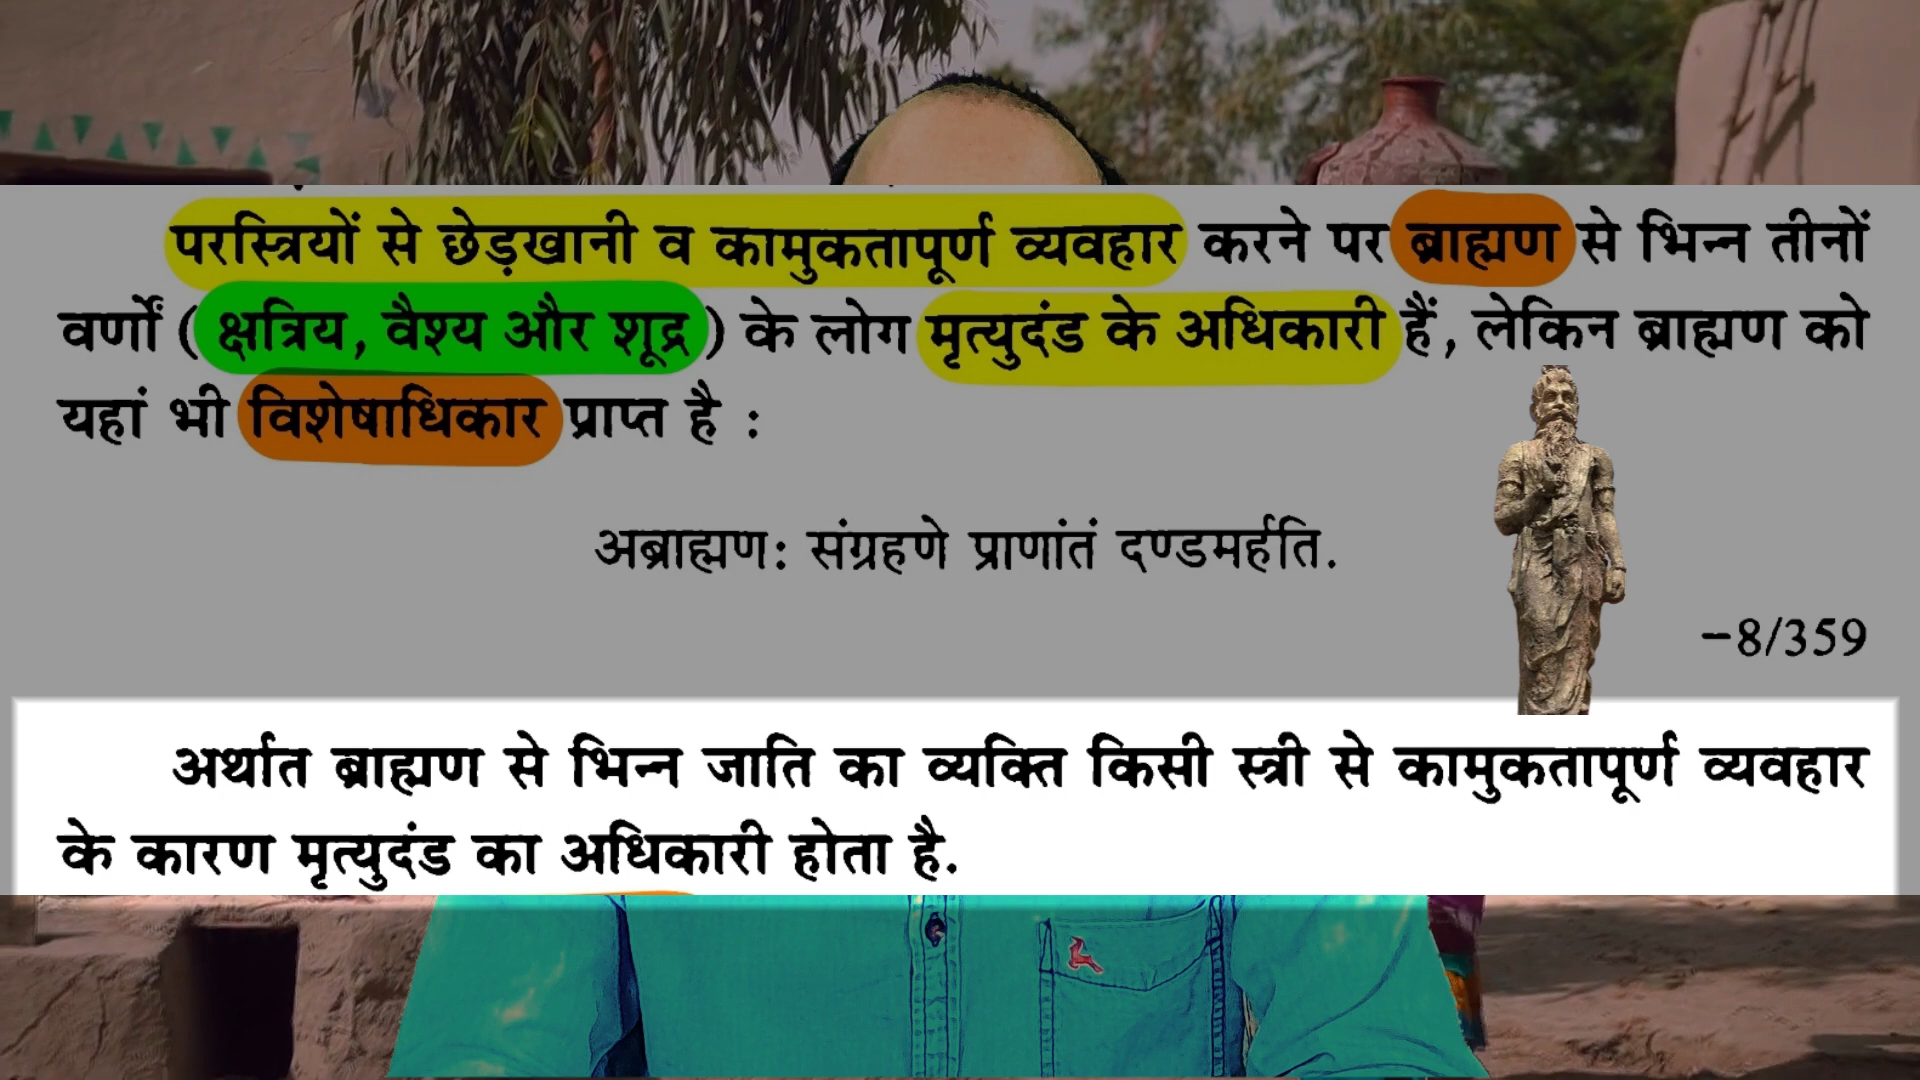 परस्त्रियों से छेड़खानी व कामुकतापूर्ण व्यवहार करने पर ब्राह्मण से भिन्न तीनों
वर्णों (क्षत्रिय, वैश्य और शूद्र) के लोग मृत्युदंड के अधिकारी हैं, लेकिन ब्राह्मण को
यहां भी विशेषाधिकार प्राप्त है :
अब्राह्मण: संग्रहणे प्राणांतं दण्डमर्हति.
–8/359
अर्थात ब्राह्मण से भिन्न जाति का व्यक्ति किसी स्त्री से कामुकतापूर्ण व्यवहार
के कारण मृत्युदंड का अधिकारी होता है.